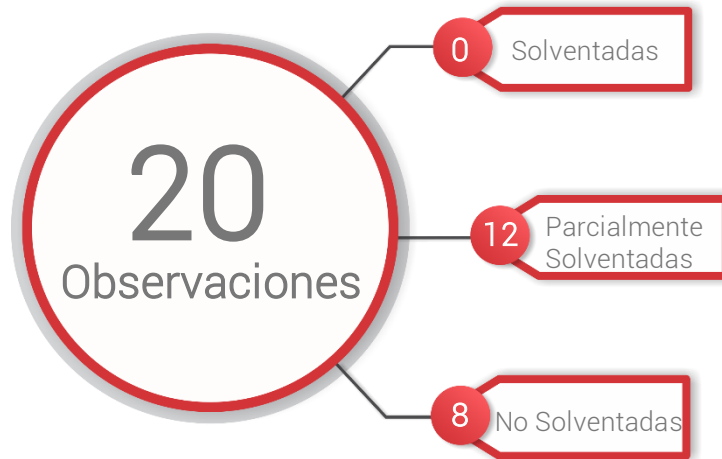 20
Observaciones
0
Solventadas
12
Parcialmente
Solventadas
8
No Solventadas